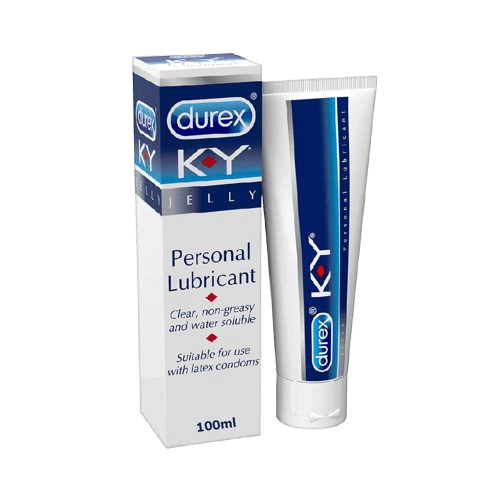 durex®
K♦Y®
JELLY
Personal
Lubricant
Clear, non-greasy
and water soluble
Suitable for use
with latex condoms
100ml
durex®
K♦Y®
JELLY
Personal Lubricant